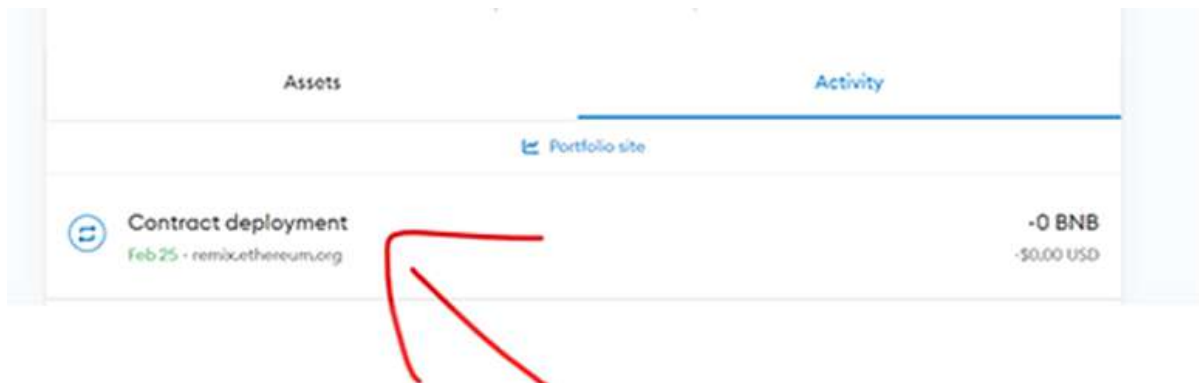 Assets
Activity
Portfolio site
Contract deployment
-0 BNB
Feb 25 - remix.ethereum.org
-$0.00 USD